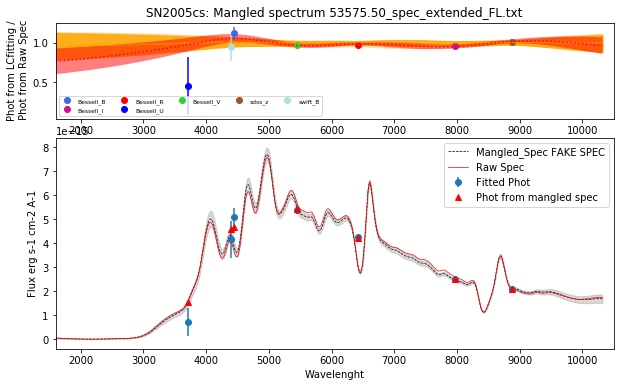 SN2005cs: Mangled spectrum 53575.50_spec_extended_FL.txt
Phot from LCfitting /
Phot from Raw Spec
1.0
0.5
Bessell_B
Bessell_R
Bessell_V
sdss_z
swift_B
Bessell_I
Bessell_U
2000 3000 4000 5000 6000 7000 8000 9000 10000
Flux erg s-1 cm-2 A-1
8
7
6
5
4
3
2
1
0
Mangled_Spec FAKE SPEC
Raw Spec
Fitted Phot
Phot from mangled spec
2000 3000 4000 5000 6000 7000 8000 9000 10000
Wavelenght